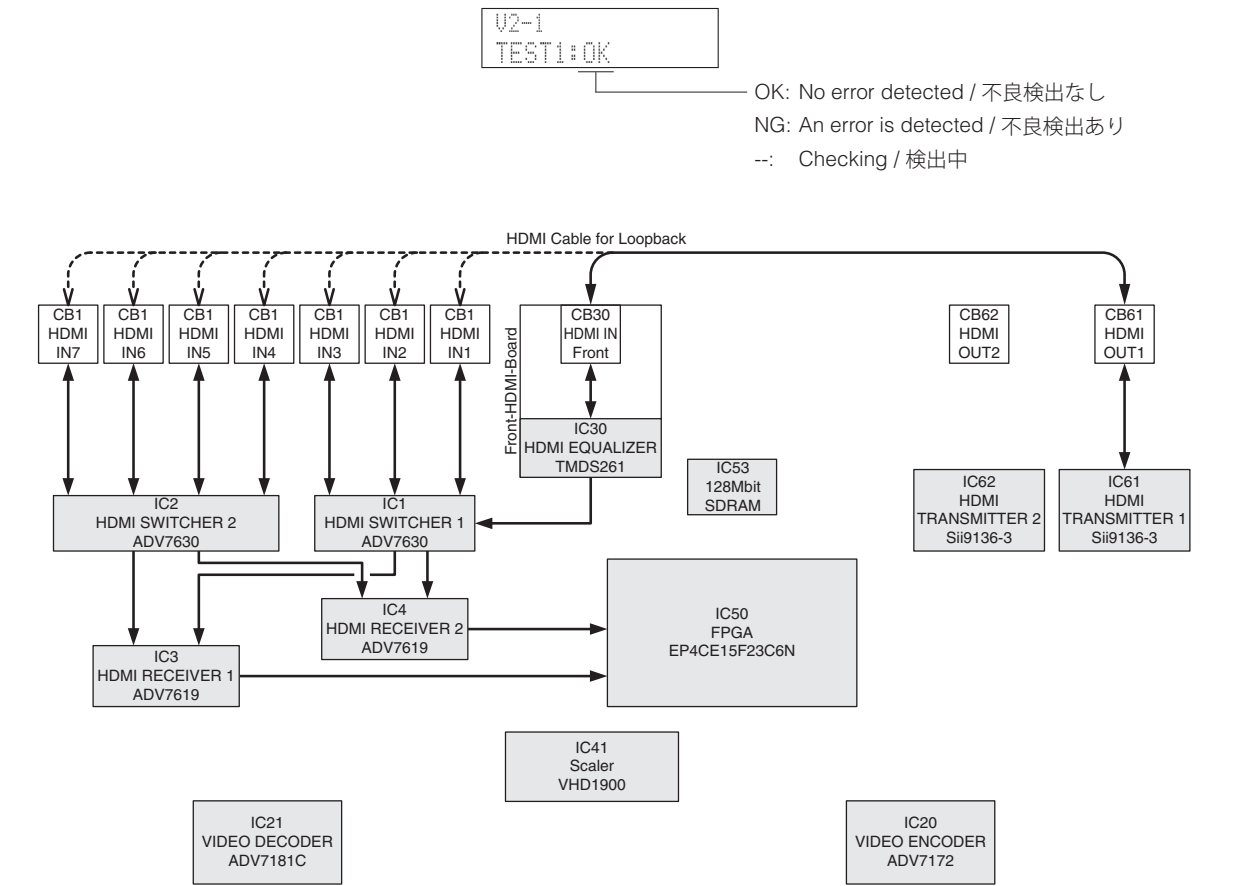 V2-1
TEST1:OK
OK: No error detected / 不良検出なし
NG: An error is detected / 不良検出あり
--: Checking / 検出中
HDMI Cable for Loopback
CB1
HDMI
IN7
CB1
HDMI
IN6
CB1
HDMI
IN5
CB1
HDMI
IN4
CB1
HDMI
IN3
CB1
HDMI
IN2
CB1
HDMI
IN1
Front-HDMI-Board
CB30
HDMI IN
Front
CB62
HDMI
OUT2
CB61
HDMI
OUT1
IC30
HDMI EQUALIZER
TMDS261
IC53
128Mbit
SDRAM
IC62
HDMI
TRANSMITTER 2
Sii9136-3
IC61
HDMI
TRANSMITTER 1
Sii9136-3
IC2
HDMI SWITCHER 2
ADV7630
IC1
HDMI SWITCHER 1
ADV7630
IC4
HDMI RECEIVER 2
ADV7619
IC3
HDMI RECEIVER 1
ADV7619
IC50
FPGA
EP4CE15F23C6N
IC41
Scaler
VHD1900
IC21
VIDEO DECODER
ADV7181C
IC20
VIDEO ENCODER
ADV7172